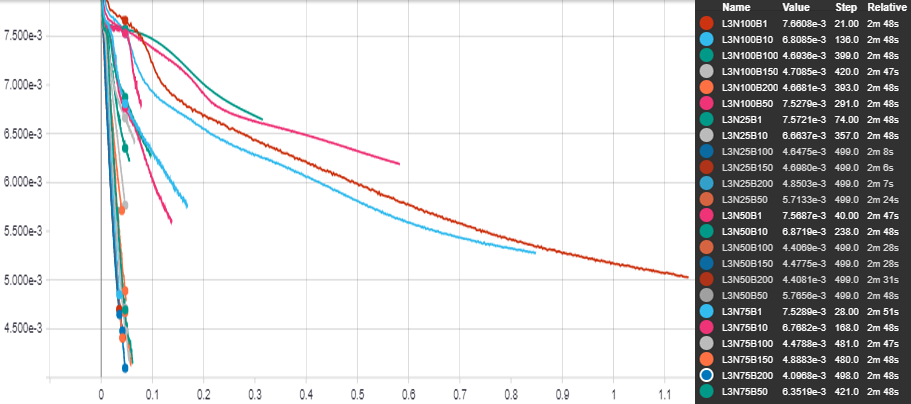 Name Value Step Relative
L3N100B1 7.6608e-3 21.00 2m 48s
L3N100B10 6.8085e-3 136.0 2m 48s
L3N100B100 4.6936e-3 399.0 2m 48s
L3N100B150 4.7085e-3 420.0 2m 47s
L3N100B200 4.6681e-3 393.0 2m 48s
L3N100B50 7.5279e-3 291.0 2m 48s
L3N25B1 7.5721e-3 74.00 2m 48s
L3N25B10 6.6637e-3 357.0 2m 48s
L3N25B100 4.6475e-3 499.0 2m 8s
L3N25B150 4.6980e-3 499.0 2m 6s
L3N25B200 4.8503e-3 499.0 2m 7s
L3N25B50 5.7133e-3 499.0 2m 24s
L3N50B1 7.5687e-3 40.00 2m 47s
L3N50B10 6.8719e-3 238.0 2m 48s
L3N50B100 4.4069e-3 499.0 2m 28s
L3N50B150 4.4775e-3 499.0 2m 28s
L3N50B200 4.4081e-3 499.0 2m 31s
L3N50B50 5.7656e-3 499.0 2m 48s
L3N75B1 7.5289e-3 28.00 2m 51s
L3N75B10 6.7682e-3 168.0 2m 48s
L3N75B100 4.4788e-3 481.0 2m 47s
L3N75B150 4.8883e-3 480.0 2m 48s
L3N75B200 4.0968e-3 498.0 2m 48s
L3N75B50 6.3519e-3 421.0 2m 48s
7.500e-3
7.000e-3
6.500e-3
6.000e-3
5.500e-3
5.000e-3
4.500e-3
0 0.1 0.2 0.3 0.4 0.5 0.6 0.7 0.8 0.9 1 1.1